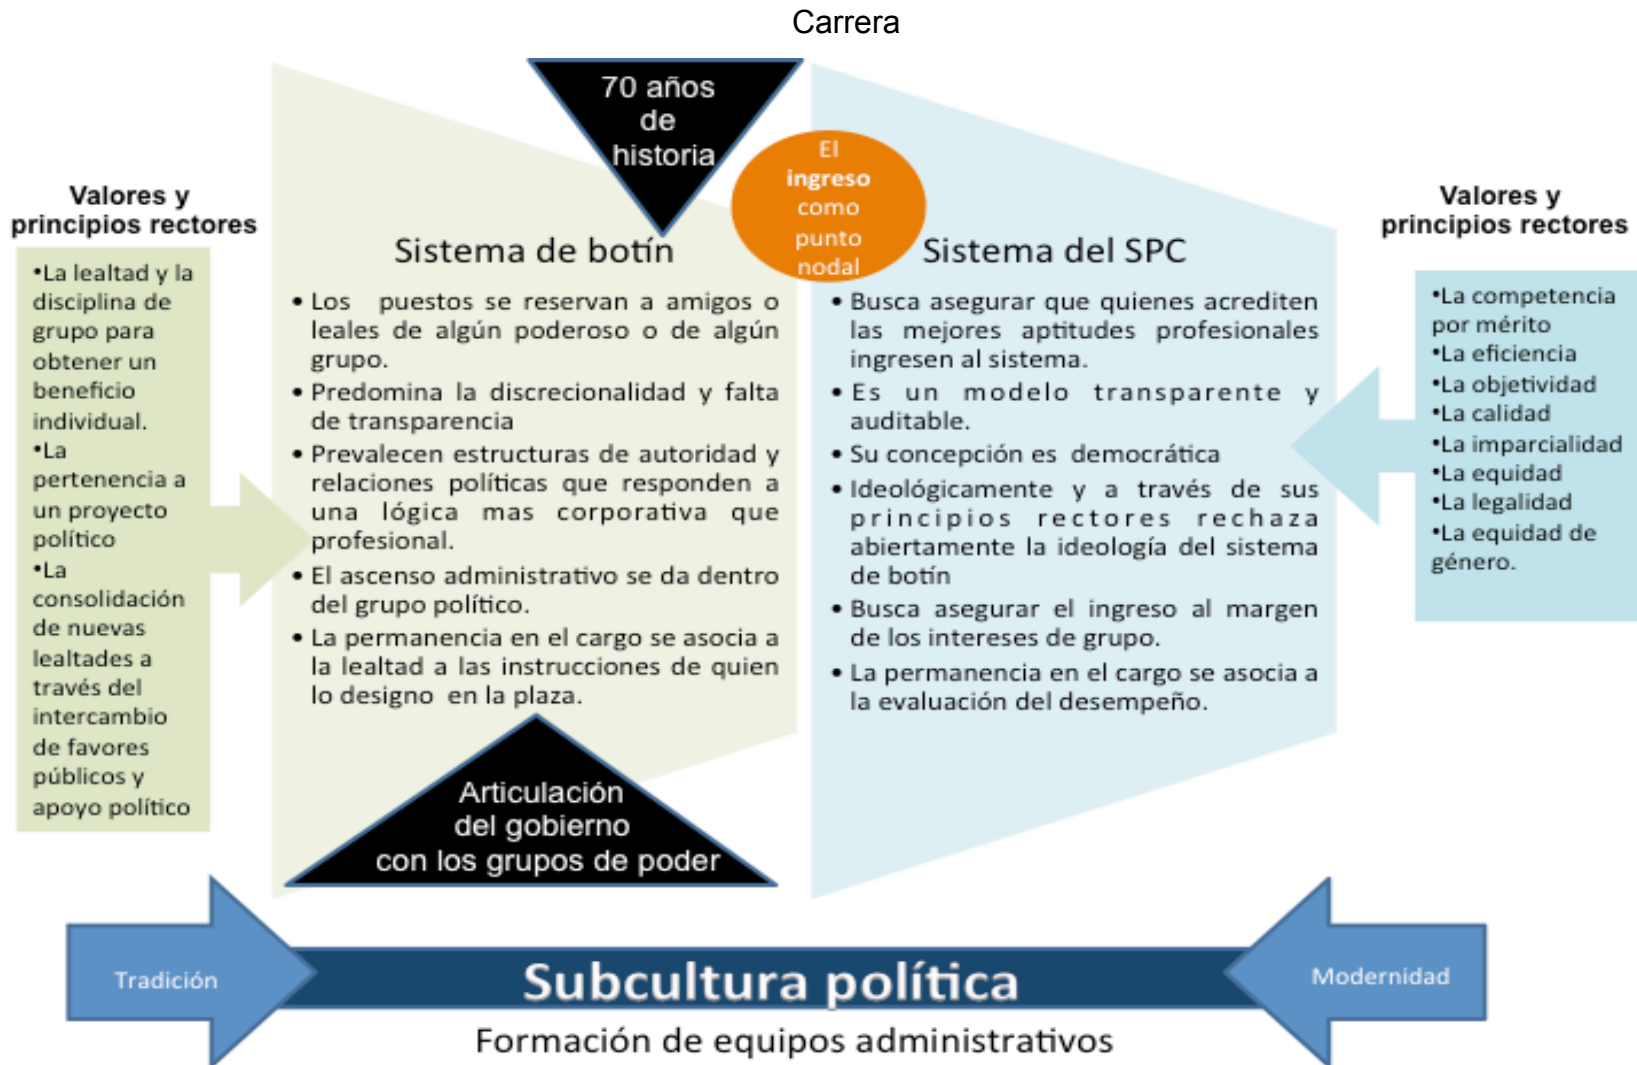 Carrera
70 años
de
historia
El
ingreso
como
punto
nodal
Valores y
principios rectores
•La lealtad y la
disciplina de
grupo para
obtener un
beneficio
individual.
•La
pertenencia a
un proyecto
político
•La
consolidación
de nuevas
lealtades a
través del
intercambio
de favores
públicos y
apoyo político
Sistema de botín
• Los puestos se reservan a amigos o
leales de algún poderoso o de algún
grupo.
• Predomina la discrecionalidad y falta
de transparencia
• Prevalecen estructuras de autoridad y
relaciones políticas que responden a
una lógica mas corporativa que
profesional.
• El ascenso administrativo se da dentro
del grupo político.
• La permanencia en el cargo se asocia a
la lealtad a las instrucciones de quien
lo designo en la plaza.
Articulación
del gobierno
con los grupos de poder
Sistema del SPC
• Busca asegurar que quienes acrediten
las mejores aptitudes profesionales
ingresen al sistema.
• Es un modelo transparente y
auditable.
• Su concepción es democrática
• Ideológicamente y a través de sus
principios rectores rechaza
abiertamente la ideología del sistema
de botín
• Busca asegurar el ingreso al margen
de los intereses de grupo.
• La permanencia en el cargo se asocia a
la evaluación del desempeño.
Valores y
principios rectores
•La competencia
por mérito
•La eficiencia
•La objetividad
•La calidad
•La imparcialidad
•La equidad
•La legalidad
•La equidad de
género.
Tradición
Subcultura política
Modernidad
Formación de equipos administrativos